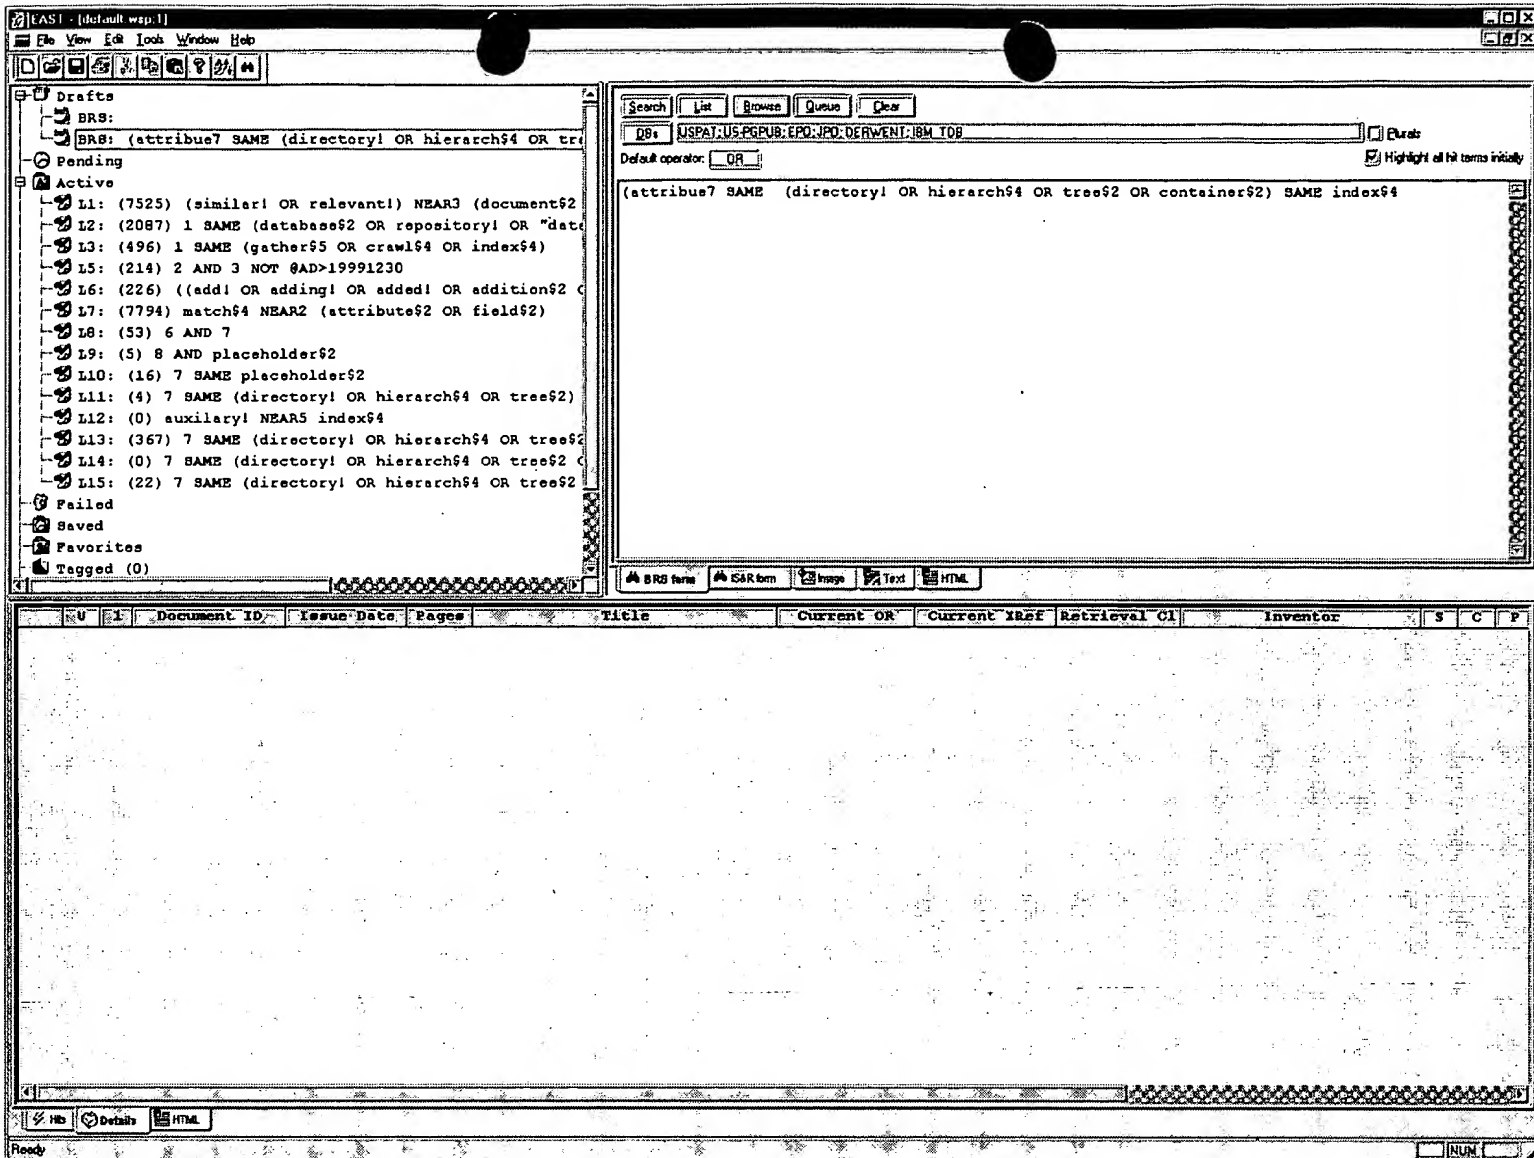 EAST - [default.wsp:1]
File View Edit Tools Window Help
Drafts
BRS:
BRS: (attribue7 SAME (directory! OR hierarch$4 OR tre
Pending
Active
L1: (7525) (similar! OR relevant!) NEAR3 (document$2
L2: (2087) 1 SAME (database$2 OR repository! OR "data
L3: (496) 1 SAME (gather$5 OR crawl$4 OR index$4)
L5: (214) 2 AND 3 NOT @AD>19991230
L6: (226) ((add! OR adding! OR added! OR addition$2 O
L7: (7794) match$4 NEAR2 (attribute$2 OR field$2)
L8: (53) 6 AND 7
L9: (5) 8 AND placeholder$2
L10: (16) 7 SAME placeholder$2
L11: (4) 7 SAME (directory! OR hierarch$4 OR tree$2)
L12: (0) auxilary! NEAR5 index$4
L13: (367) 7 SAME (directory! OR hierarch$4 OR tree$2
L14: (0) 7 SAME (directory! OR hierarch$4 OR tree$2 O
L15: (22) 7 SAME (directory! OR hierarch$4 OR tree$2
Failed
Saved
Favorites
Tagged (0)
Search List Browse Queue Clear
DBs USPAT; US-PGPUB; EPO; JPO; DERWENT; IBM_TDB Plurals
Default operator: OR Highlight all hit terms initially
(attribue7 SAME (directory! OR hierarch$4 OR tree$2 OR container$2) SAME index$4
BRS form IS&R form Image Text HTML
U 1 Document ID Issue Date Pages Title Current OR Current XRef Retrieval Cl Inventor S C P
Hits Details HTML
Ready NUM